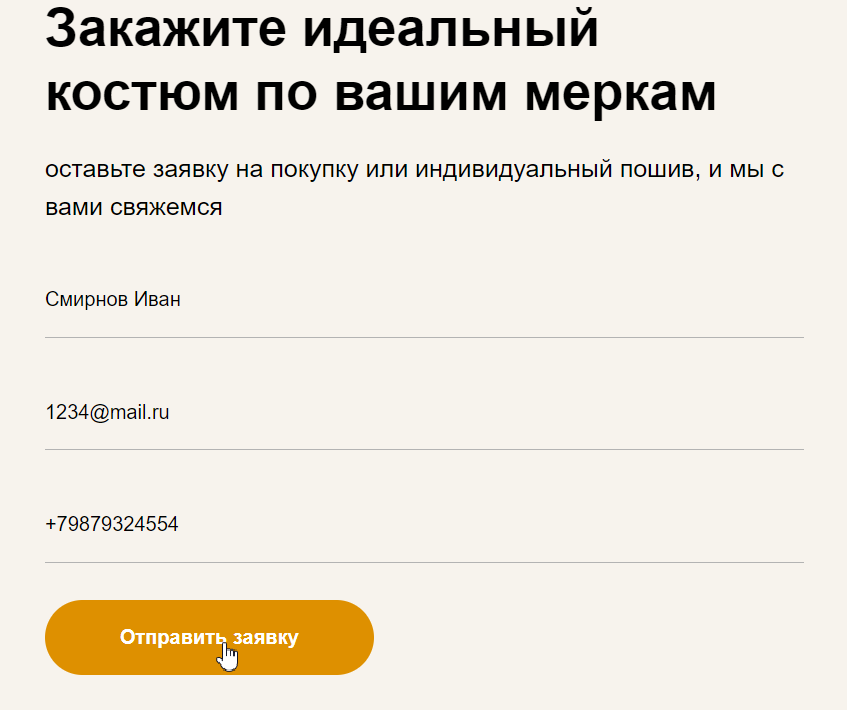 Закажите идеальный
костюм по вашим меркам
оставьте заявку на покупку или индивидуальный пошив, и мы с
вами свяжемся
Смирнов Иван
1234@mail.ru
+79879324554
Отправить заявку